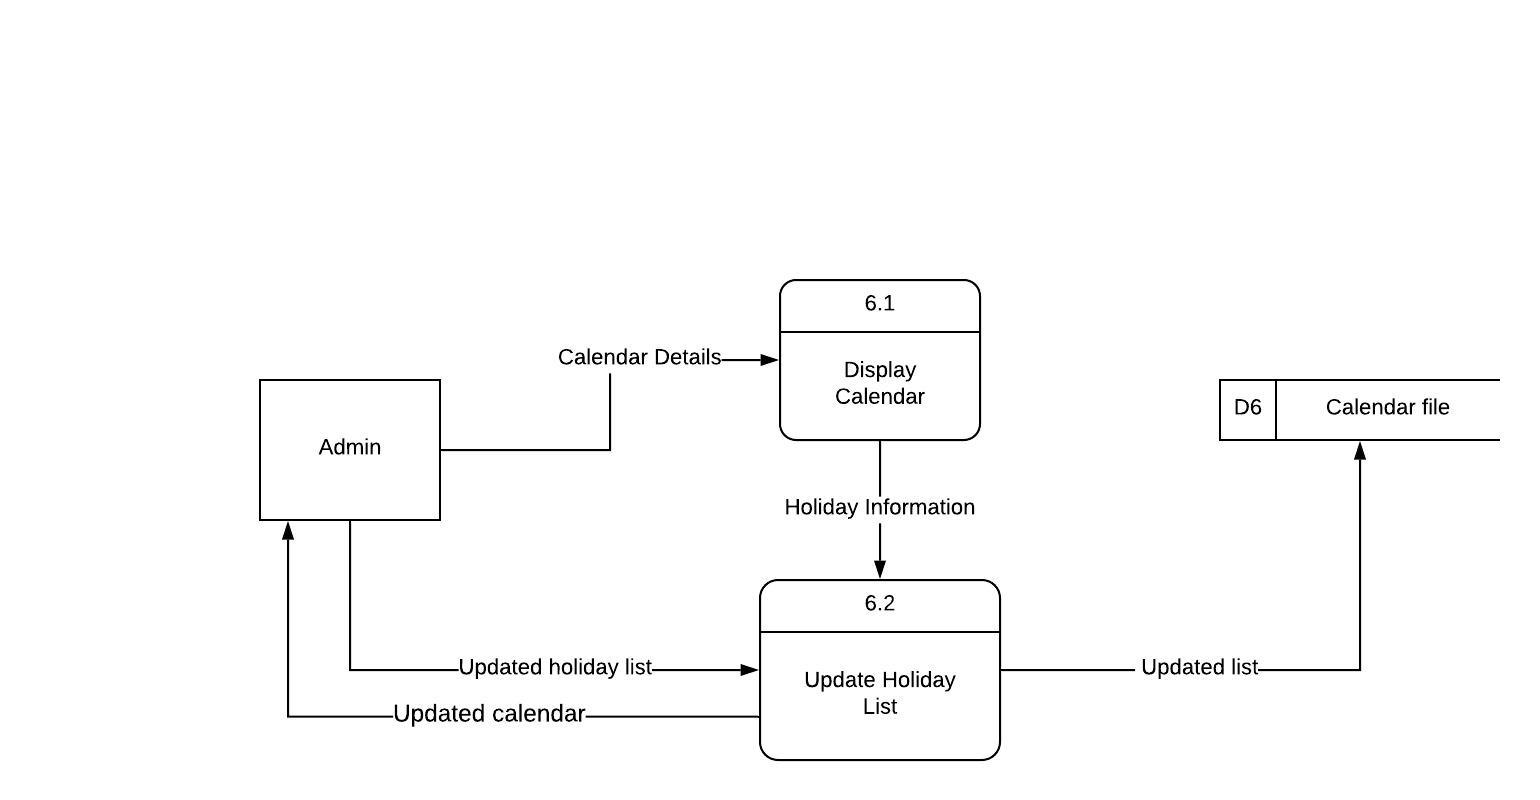 6.1
Calendar Details
Display
Calendar
Admin
D6
Calendar file
Holiday Information
6.2
Updated holiday list
Update Holiday
List
Updated list
Updated calendar